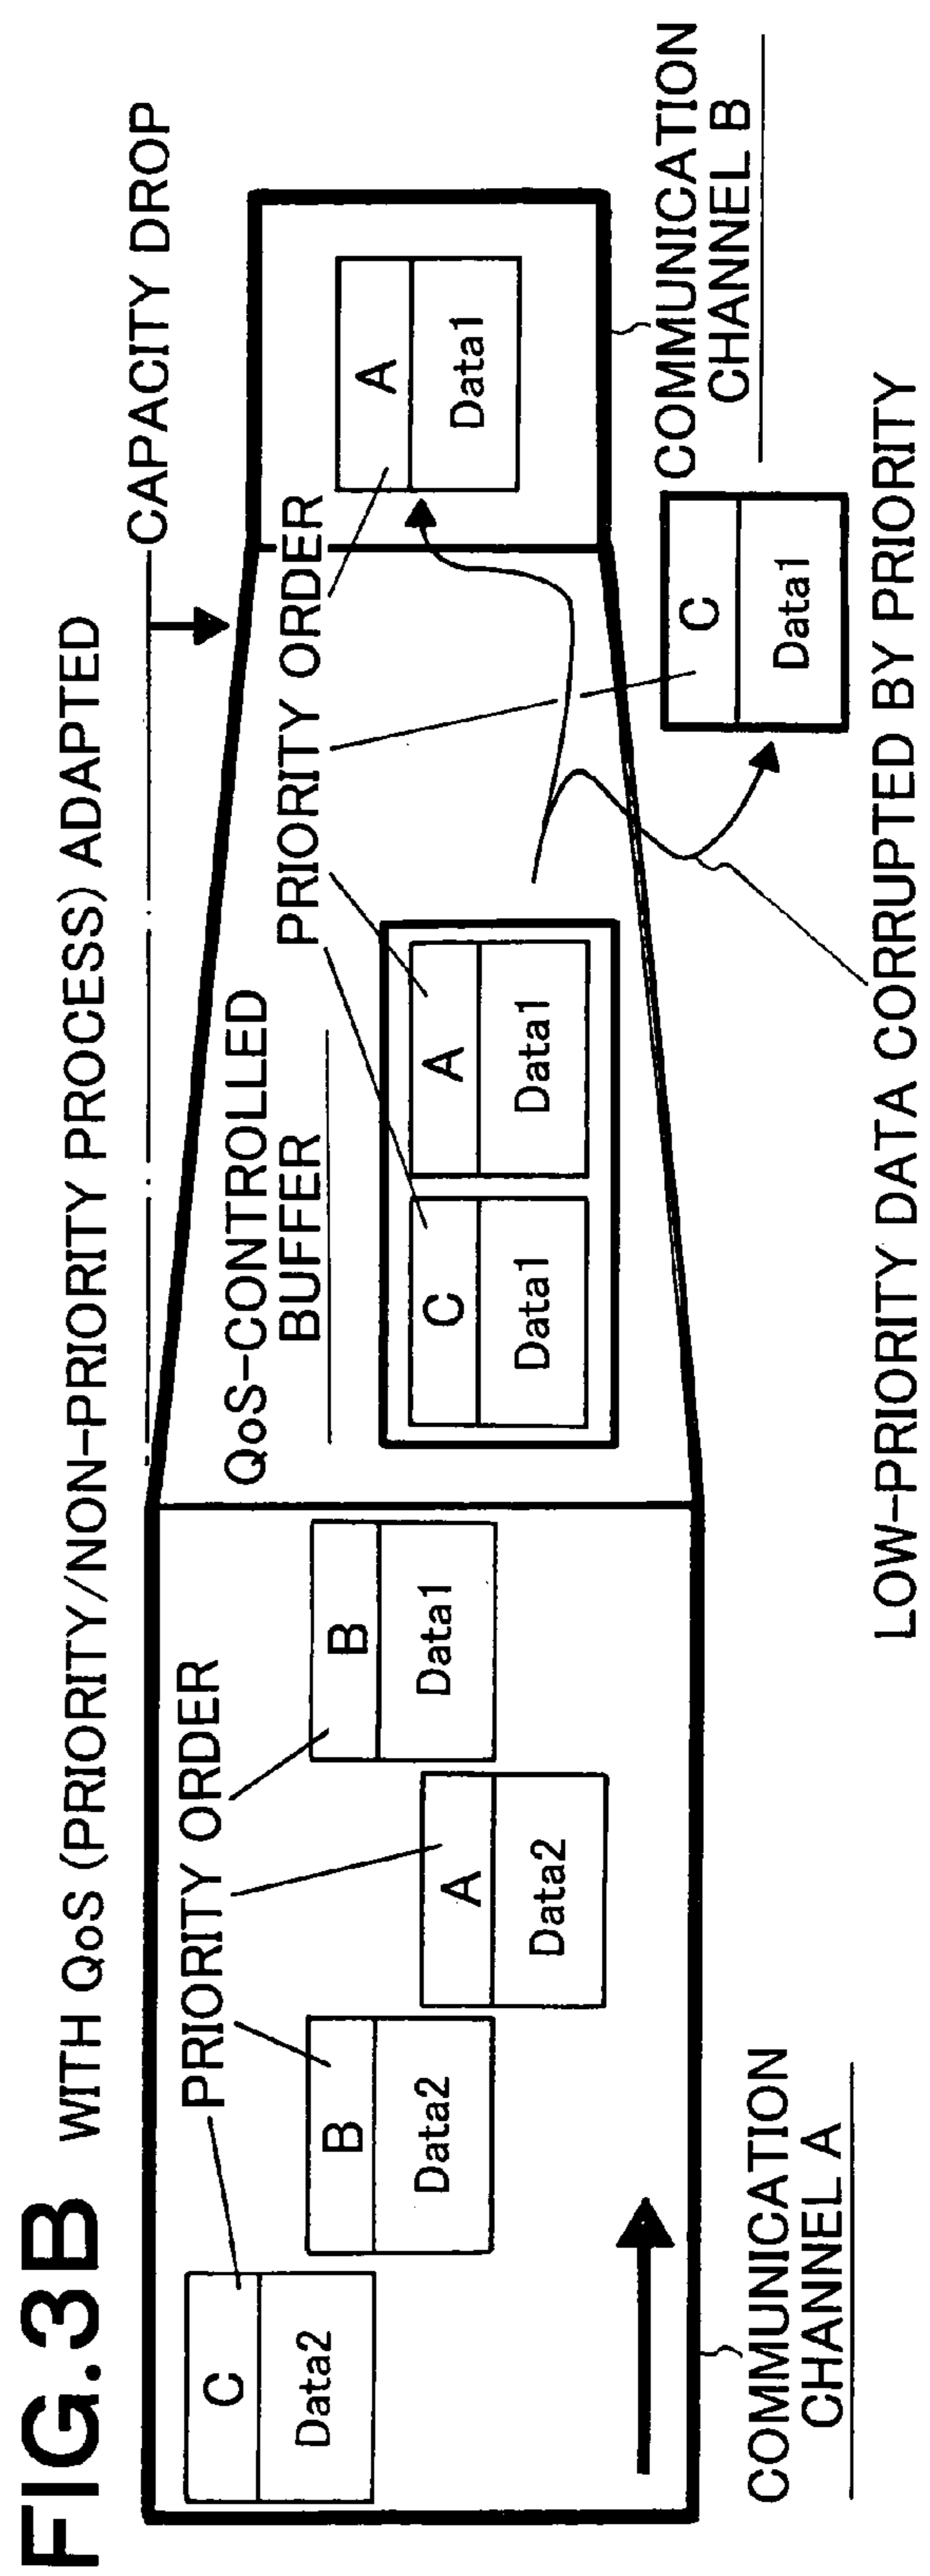 FIG.3B
WITH QoS (PRIORITY/NON-PRIORITY PROCESS) ADAPTED
CAPACITY DROP
PRIORITY ORDER
C
Data2
B
Data2
A
Data2
B
Data1
QoS-CONTROLLED
BUFFER
C
Data1
A
Data1
PRIORITY ORDER
A
Data1
C
Data1
COMMUNICATION
CHANNEL A
COMMUNICATION
CHANNEL B
LOW-PRIORITY DATA CORRUPTED BY PRIORITY